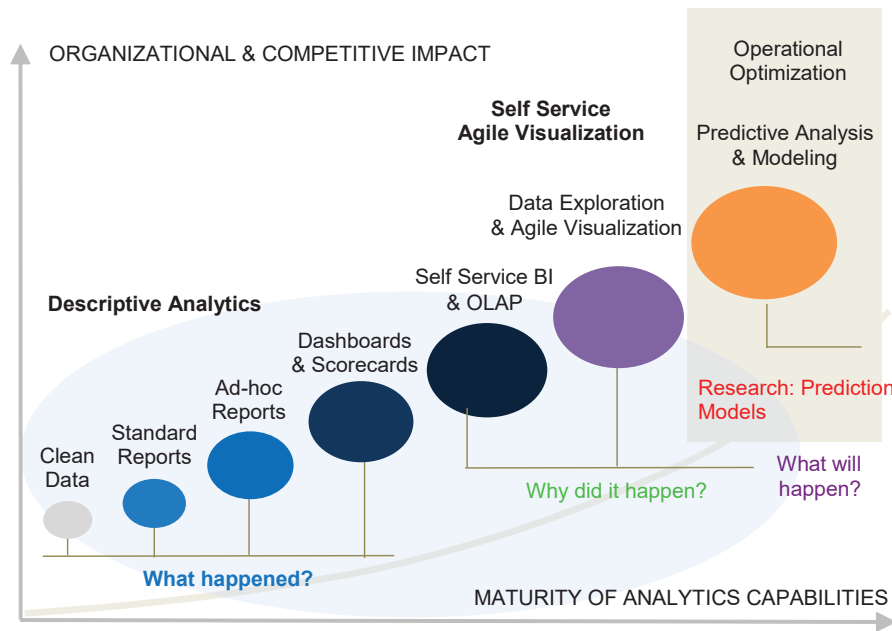 ORGANIZATIONAL & COMPETITIVE IMPACT
Operational
Optimization
Self Service
Agile Visualization
Predictive Analysis
& Modeling
Data Exploration
& Agile Visualization
Self Service BI
& OLAP
Descriptive Analytics
Dashboards
& Scorecards
Ad-hoc
Reports
Standard
Reports
Clean
Data
Research: Prediction
Models
What will
happen?
Why did it happen?
What happened?
MATURITY OF ANALYTICS CAPABILITIES